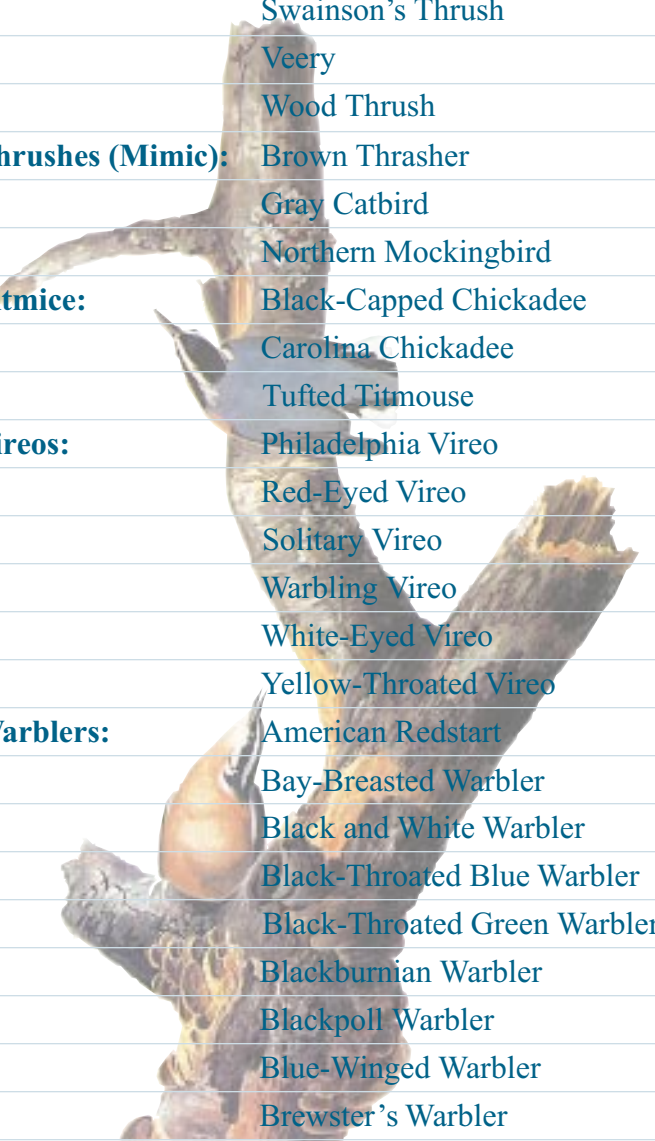 Swainson’s Thrush
Veery
Wood Thrush
hrushes (Mimic): Brown Thrasher
Gray Catbird
Northern Mockingbird
tmice: Black-Capped Chickadee
Carolina Chickadee
Tufted Titmouse
ireos: Philadelphia Vireo
Red-Eyed Vireo
Solitary Vireo
Warbling Vireo
White-Eyed Vireo
Yellow-Throated Vireo
Warblers: American Redstart
Bay-Breasted Warbler
Black and White Warbler
Black-Throated Blue Warbler
Black-Throated Green Warbler
Blackburnian Warbler
Blackpoll Warbler
Blue-Winged Warbler
Brewster’s Warbler